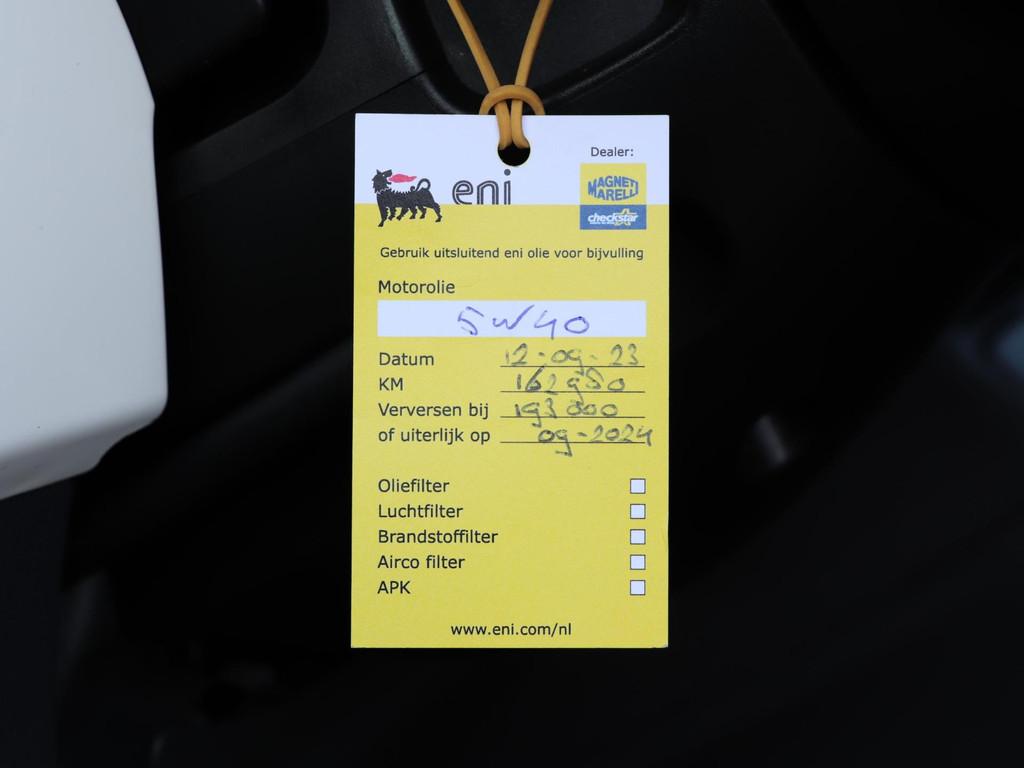 Dealer:
eni
MAGNETI
MARELLI
checkstar
Gebruik uitsluitend eni olie voor bijvulling
Motorolie
5W40
Datum 12-09-23
KM 162980
Verversen bij 193000
of uiterlijk op 09-2024
Oliefilter
Luchtfilter
Brandstoffilter
Airco filter
APK
www.eni.com/nl